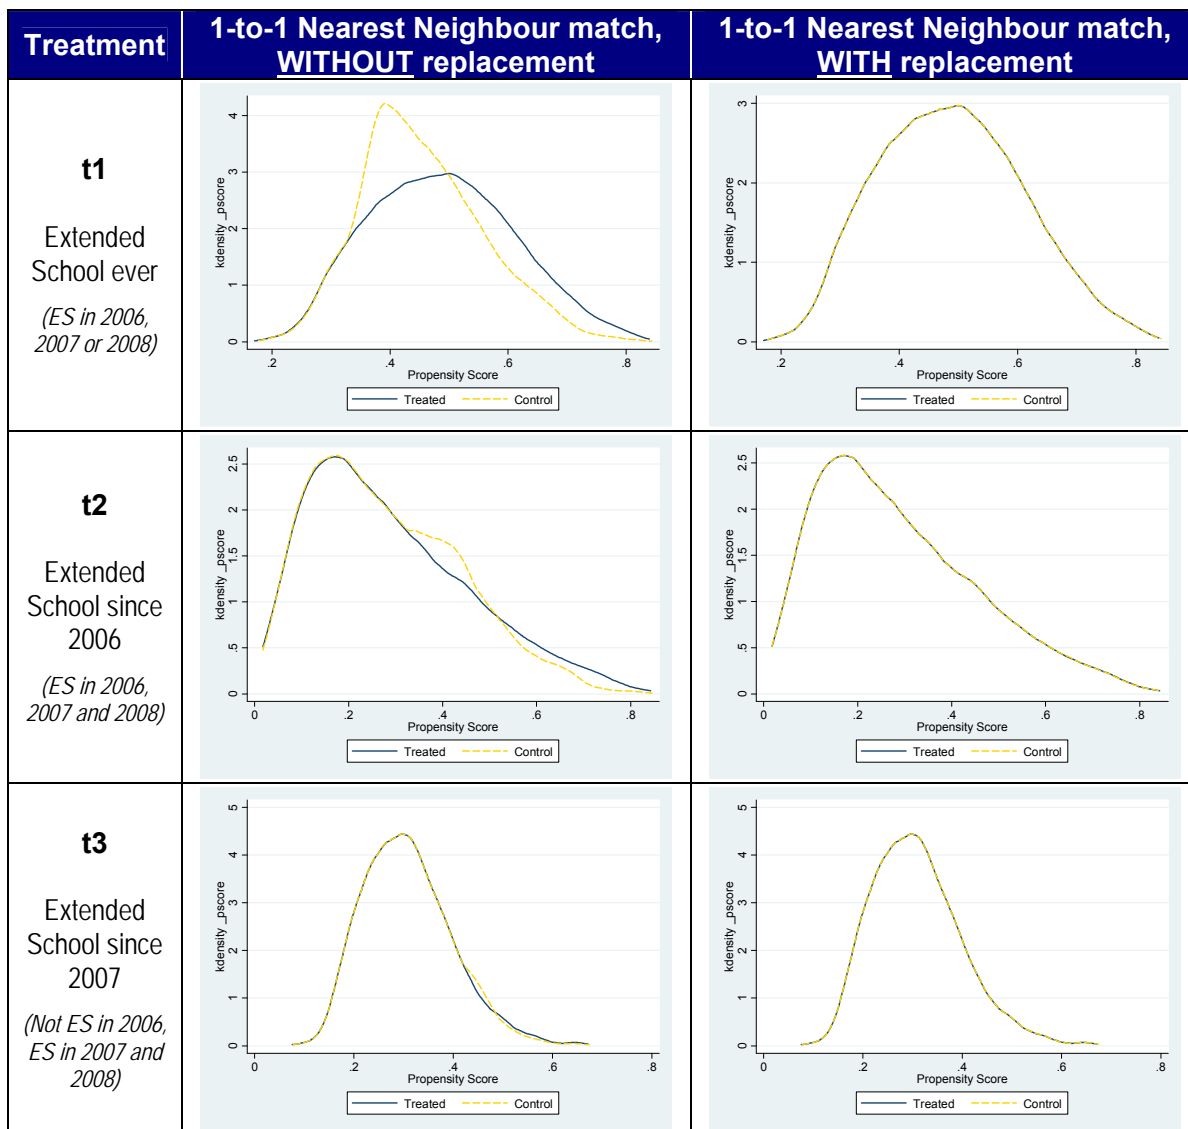 Treatment
1-to-1 Nearest Neighbour match,
WITHOUT replacement
1-to-1 Nearest Neighbour match,
WITH replacement
t1
Extended
School ever
(ES in 2006,
2007 or 2008)
kdensity _pscore
4
3
2
1
0
.2 .4 .6 .8
Propensity Score
Treated Control
kdensity _pscore
3
2
1
0
.2 .4 .6 .8
Propensity Score
Treated Control
t2
Extended
School since
2006
(ES in 2006,
2007 and 2008)
kdensity _pscore
2.5
2
1.5
1
.5
0
0 .2 .4 .6 .8
Propensity Score
Treated Control
kdensity _pscore
2.5
2
1.5
1
.5
0
0 .2 .4 .6 .8
Propensity Score
Treated Control
t3
Extended
School since
2007
(Not ES in 2006,
ES in 2007 and
2008)
kdensity _pscore
5
4
3
2
1
0
0 .2 .4 .6 .8
Propensity Score
Treated Control
kdensity _pscore
5
4
3
2
1
0
0 .2 .4 .6 .8
Propensity Score
Treated Control